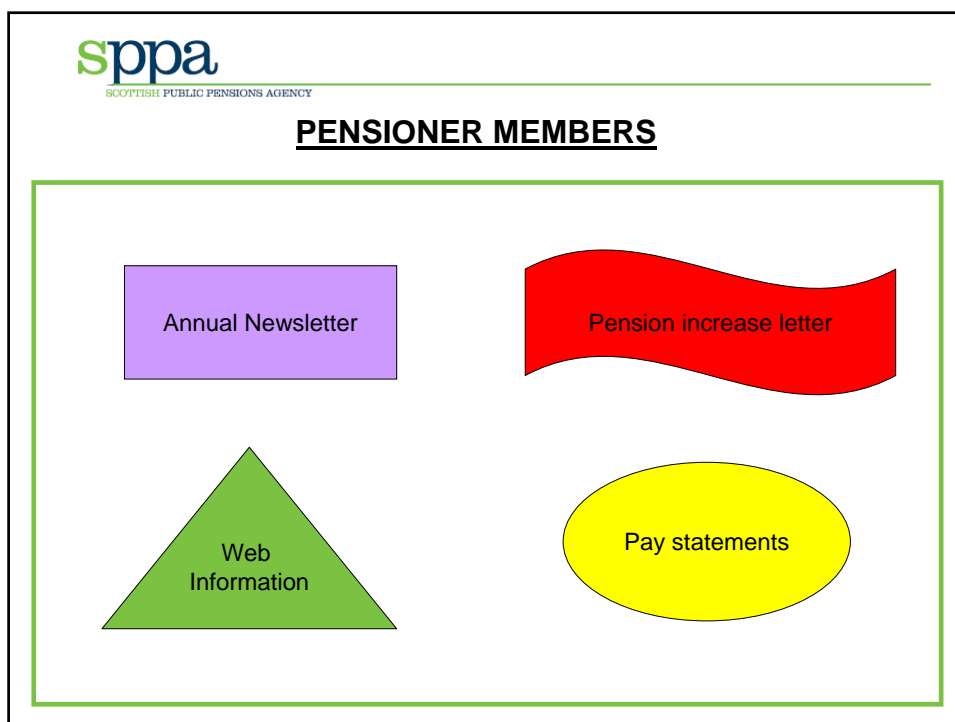 sppa
SCOTTISH PUBLIC PENSIONS AGENCY
PENSIONER MEMBERS
Annual Newsletter
Pension increase letter
Web
Information
Pay statements